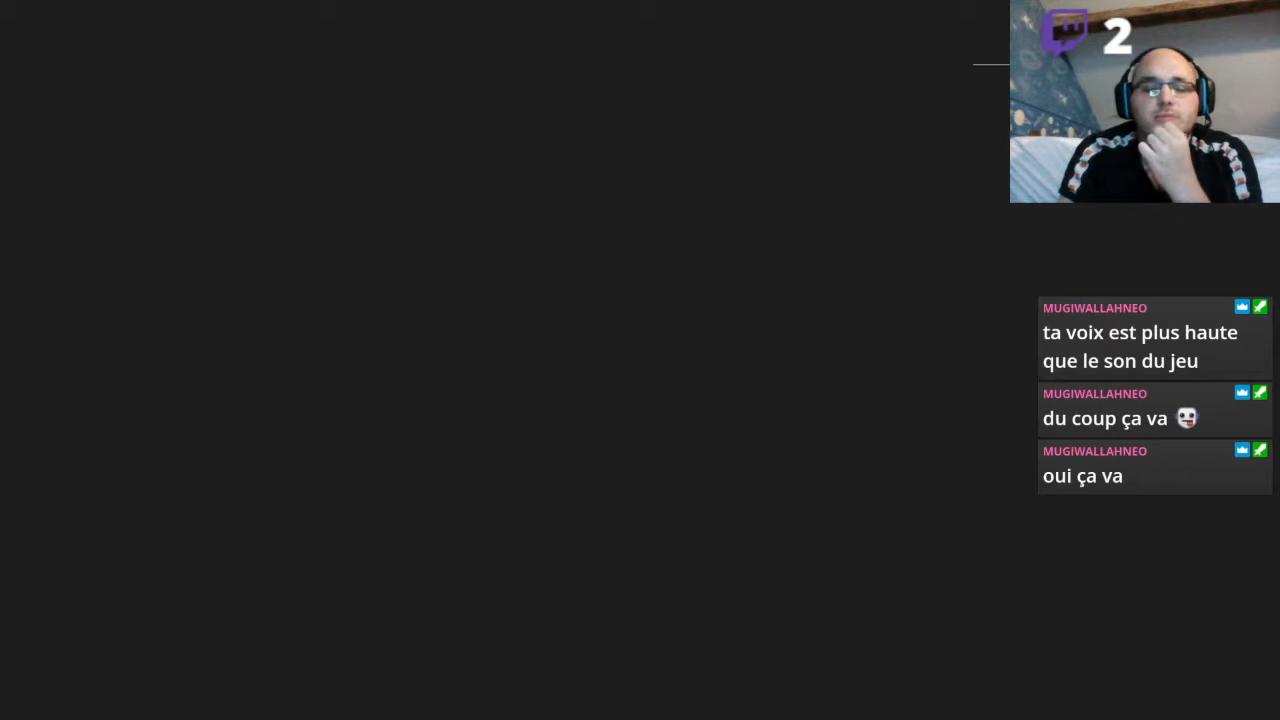 2
MUGIWALLAHNEO
ta voix est plus haute
que le son du jeu
MUGIWALLAHNEO
du coup ça va
MUGIWALLAHNEO
oui ça va